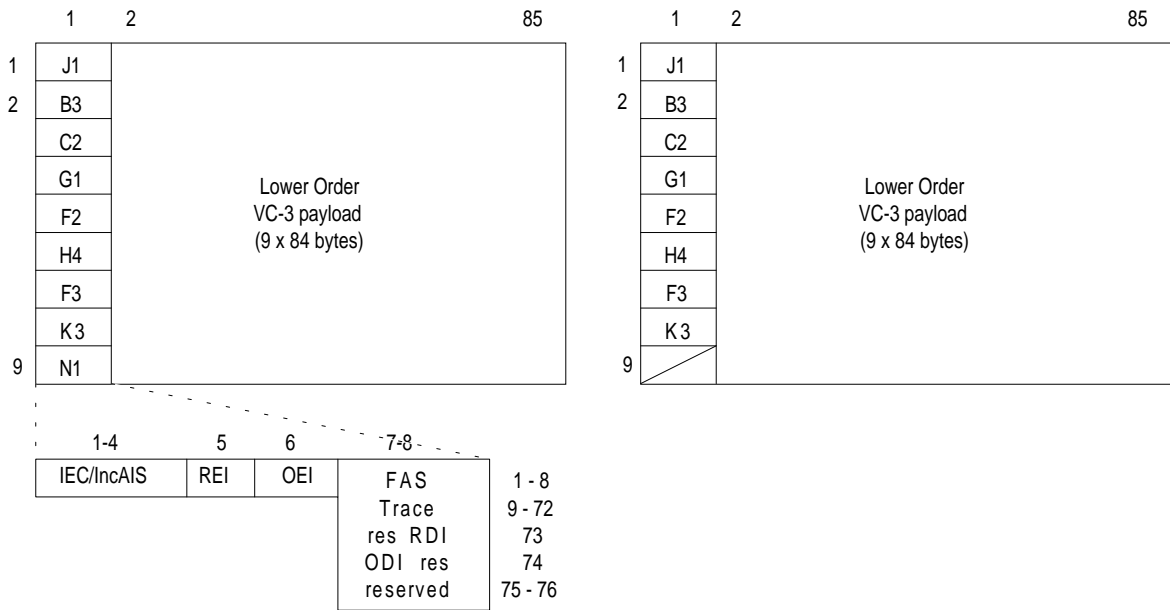 1 2 85
1 J1
2 B3
C2
G1
F2
H4
F3
K3
9 N1
Lower Order
VC-3 payload
(9 x 84 bytes)
1 2 85
1 J1
2 B3
C2
G1
F2
H4
F3
K3
9
Lower Order
VC-3 payload
(9 x 84 bytes)
1-4 5 6 7-8
IEC/IncAIS REI OEI FAS 1 - 8
Trace 9 - 72
res RDI 73
ODI res 74
reserved 75 - 76